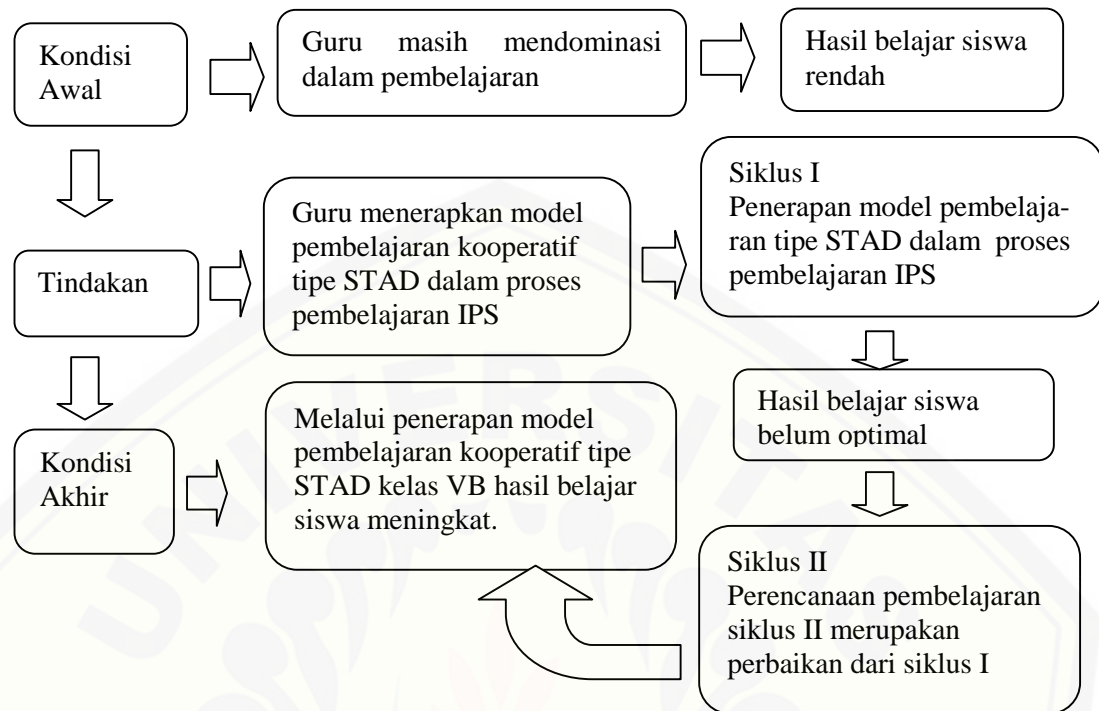 Kondisi
Awal
Guru masih mendominasi
dalam pembelajaran
Hasil belajar siswa
rendah
Tindakan
Guru menerapkan model
pembelajaran kooperatif
tipe STAD dalam proses
pembelajaran IPS
Siklus I
Penerapan model pembelaja-
ran tipe STAD dalam proses
pembelajaran IPS
Hasil belajar siswa
belum optimal
Siklus II
Perencanaan pembelajaran
siklus II merupakan
perbaikan dari siklus I
Kondisi
Akhir
Melalui penerapan model
pembelajaran kooperatif tipe
STAD kelas VB hasil belajar
siswa meningkat.
UNIVERSITA